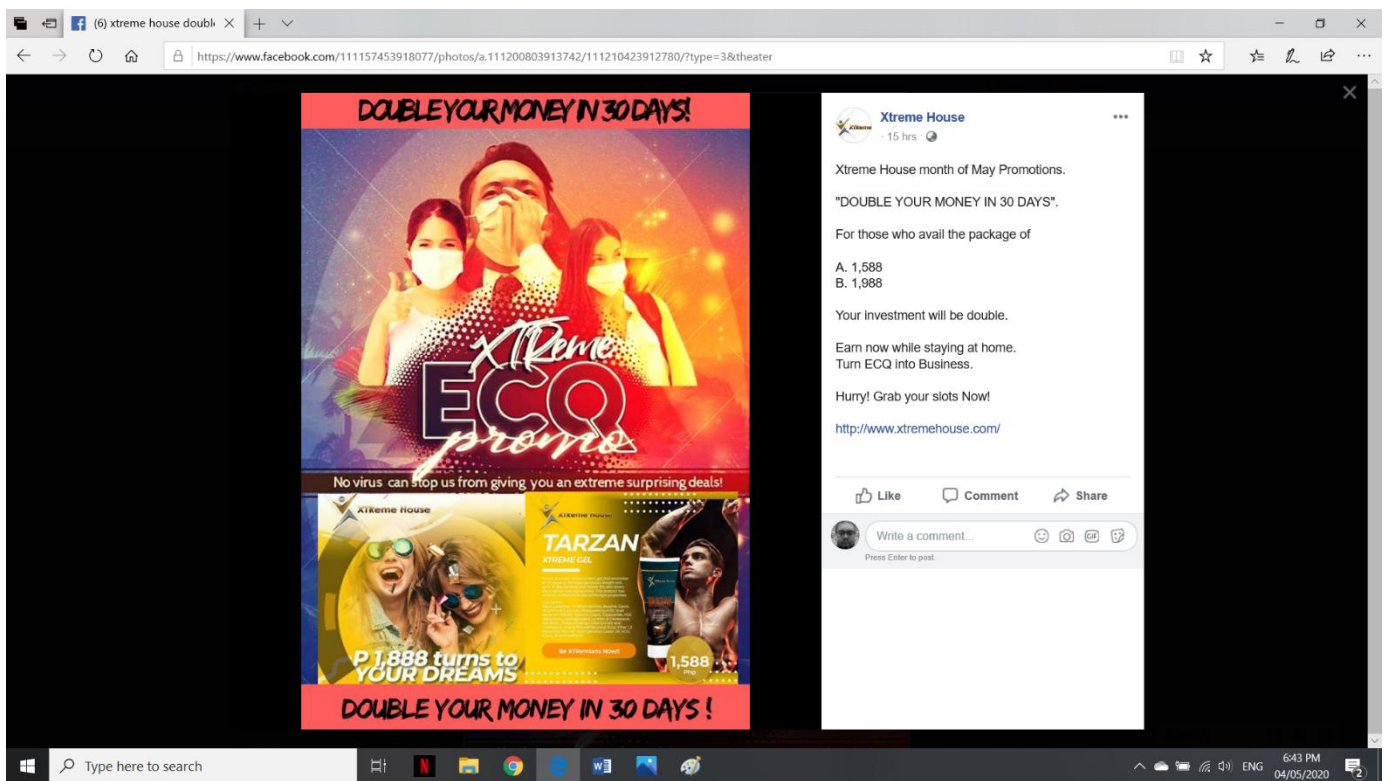 (6) xtreme house doubl
https://www.facebook.com/111157453918077/photos/a.111200803913742/111210423912780/?type=3&theater
DOUBLE YOUR MONEY IN 30 DAYS!
XTReme
ECQ
promo
No virus can stop us from giving you an extreme surprising deals!
XTReme House
P 1,888 turns to
YOUR DREAMS
XTReme House
TARZAN
XTREME GEL
Be XTRemians Now!!
1,588
Php
DOUBLE YOUR MONEY IN 30 DAYS !
Xtreme
Xtreme House
15 hrs ·
Xtreme House month of May Promotions.
"DOUBLE YOUR MONEY IN 30 DAYS".
For those who avail the package of
A. 1,588
B. 1,988
Your investment will be double.
Earn now while staying at home.
Turn ECQ into Business.
Hurry! Grab your slots Now!
http://www.xtremehouse.com/
Like Comment Share
Write a comment...
GIF
Press Enter to post.
Type here to search
N
W
ENG
6:43 PM
04/05/2020
2